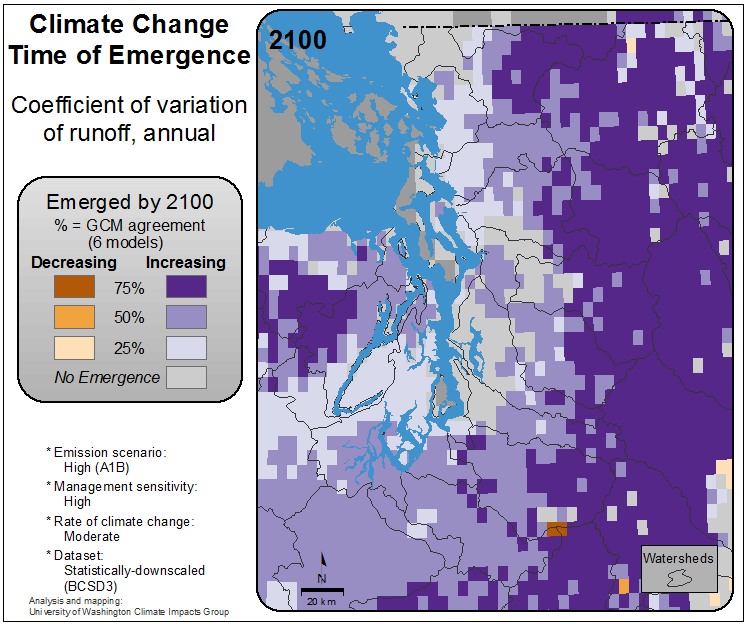 Climate Change
Time of Emergence
Coefficient of variation
of runoff, annual
Emerged by 2100
% = GCM agreement
(6 models)
Decreasing Increasing
75%
50%
25%
No Emergence
* Emission scenario:
High (A1B)
* Management sensitivity:
High
* Rate of climate change:
Moderate
* Dataset:
Statistically-downscaled
(BCSD3)
Analysis and mapping:
University of Washington Climate Impacts Group
2100
N
20 km
Watersheds